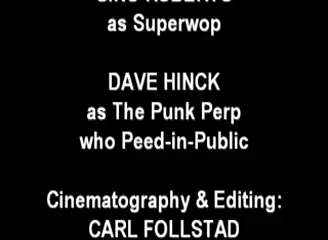 as Superwop
DAVE HINCK
as The Punk Perp
who Peed-in-Public
Cinematography & Editing:
CARL FOLLSTAD